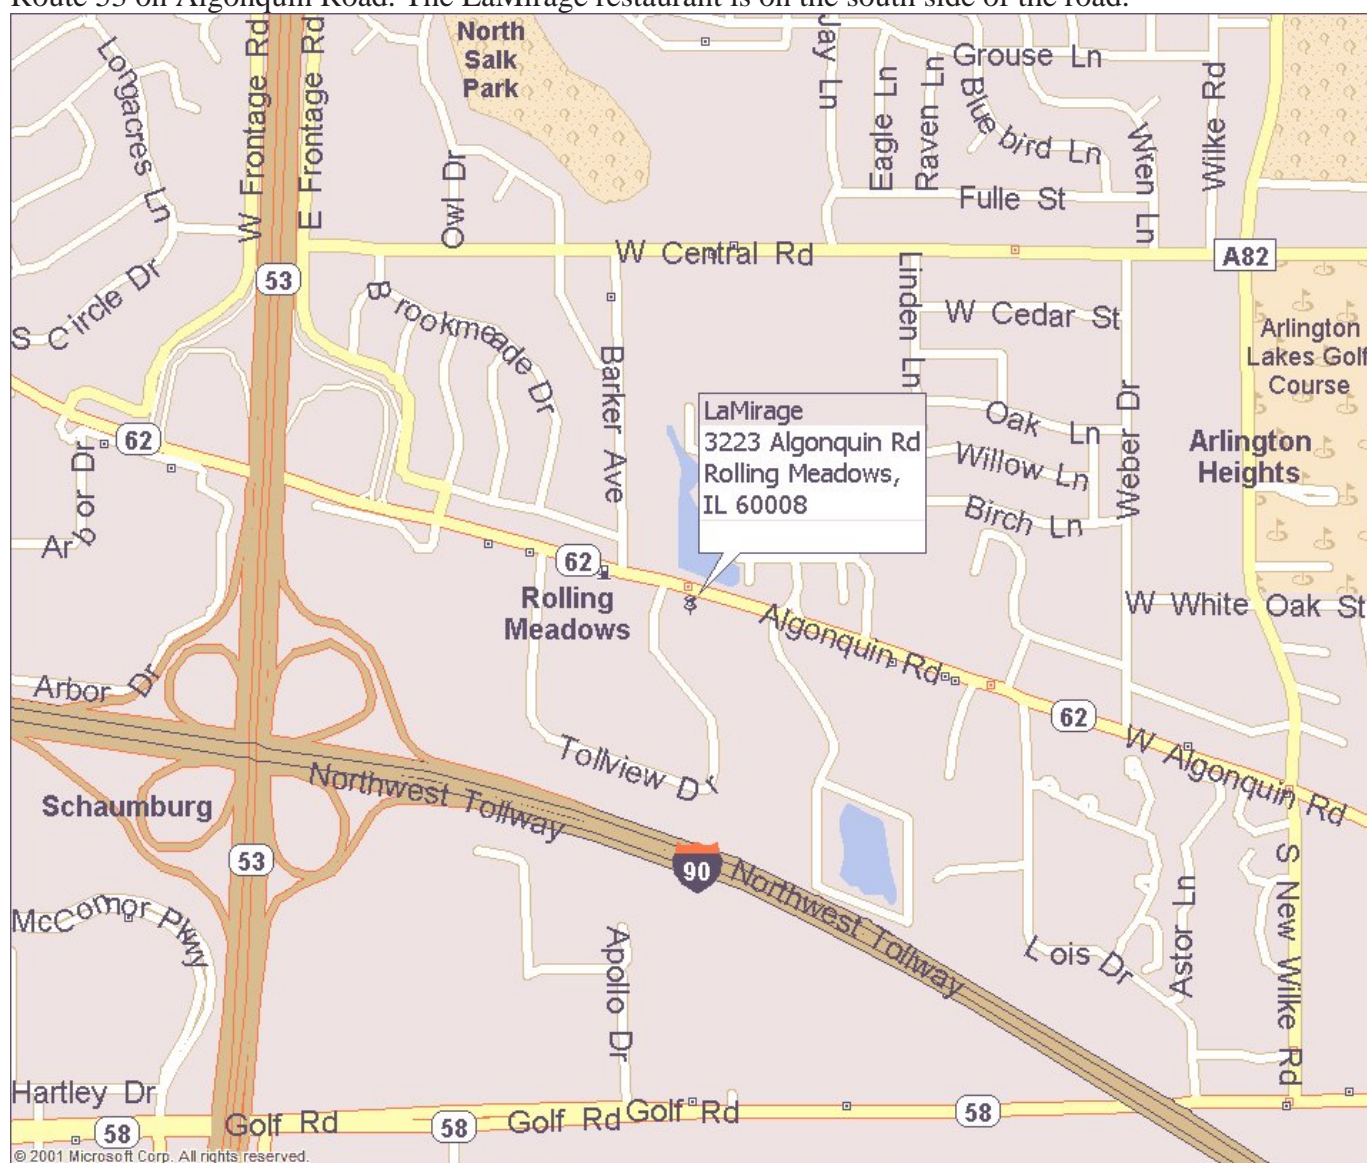 Route 53 on Algonquin Road. The LaMirage restaurant is on the south side of the road.
North
Salk
Park
Longacres Ln
W Frontage Rd
E Frontage Rd
Owl Dr
Jay Ln
Eagle Ln
Raven Ln
Grouse Ln
Blue bird Ln
Wren Ln
Wilke Rd
Fulle St
W Central Rd
A82
S Circle Dr
53
Brookmeade Dr
Barker Ave
Linden Ln
W Cedar St
Arlington
Lakes Golf
Course
LaMirage
3223 Algonquin Rd
Rolling Meadows,
IL 60008
Oak Ln
Willow Ln
Birch Ln
Weber Dr
Arlington
Heights
62
Arbor Dr
62
Rolling
Meadows
Algonquin Rd
W White Oak St
Arbor Dr
62
W Algonquin Rd
Tollview Dr
Northwest Tollway
Schaumburg
53
90
Northwest Tollway
McConnor Pkwy
Apollo Dr
Lois Dr
Astor Ln
S New Wilke Rd
Hartley Dr
58
Golf Rd
58
Golf Rd
Golf Rd
58
© 2001 Microsoft Corp. All rights reserved.